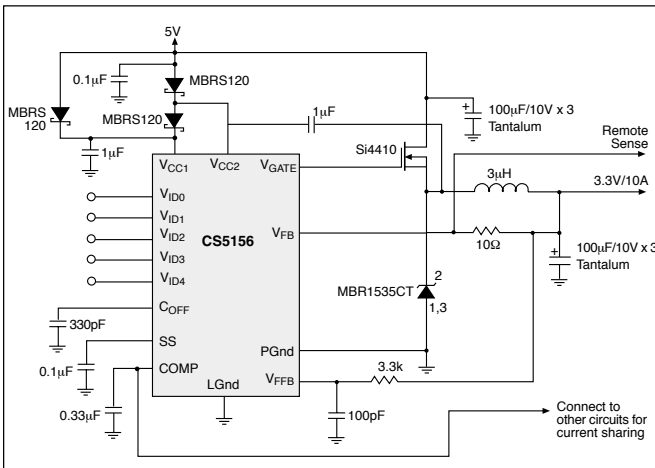 5V
0.1µF
MBRS120
MBRS
120
MBRS120
1µF
1µF
100µF/10V x 3
Tantalum
Remote
Sense
Si4410
3µH
3.3V/10A
VCC1
VCC2
VGATE
VID0
VID1
VID2
VID3
VID4
CS5156
VFB
10Ω
100µF/10V x 3
Tantalum
MBR1535CT
2
1,3
COFF
330pF
SS
0.1µF
COMP
0.33µF
LGnd
PGnd
VFFB
3.3k
100pF
Connect to
other circuits for
current sharing